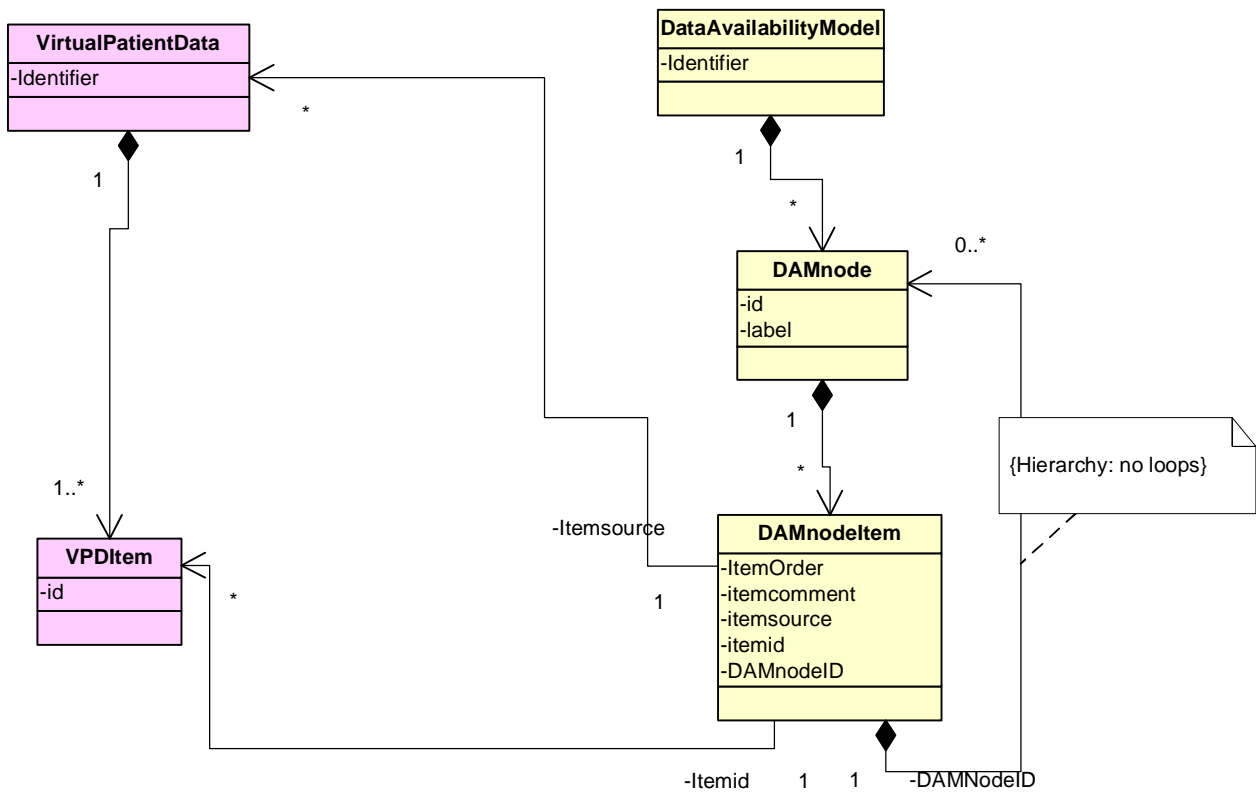 VirtualPatientData
-Identifier
DataAvailabilityModel
-Identifier
*
1
1
*
0..*
DAMnode
-id
-label
1
*
{Hierarchy: no loops}
1..*
VPDItem
-id
*
-Itemsource
1
DAMnodeItem
-ItemOrder
-itemcomment
-itemsource
-itemid
-DAMnodeID
-Itemid
1
1
-DAMNodeID